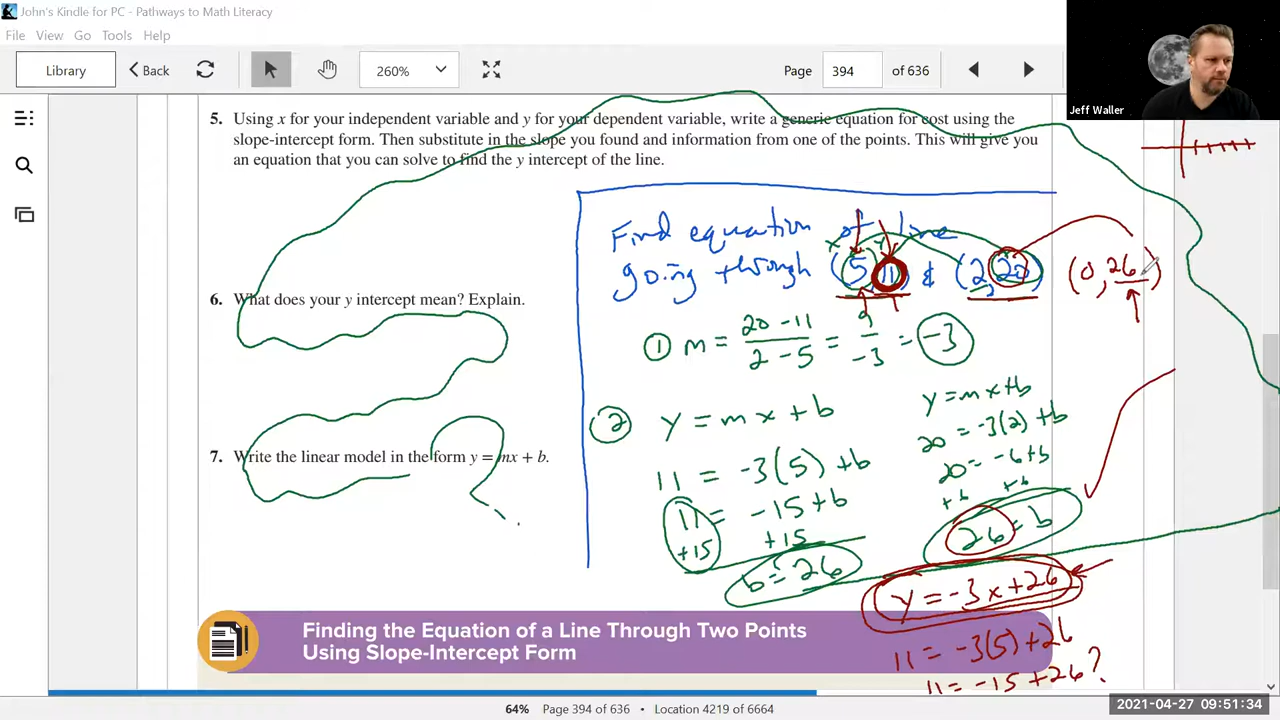 John's Kindle for PC - Pathways to Math Literacy
File View Go Tools Help
Library Back 260% Page 394 of 636
Jeff Waller
5. Using x for your independent variable and y for your dependent variable, write a generic equation for cost using the
slope-intercept form. Then substitute in the slope you found and information from one of the points. This will give you
an equation that you can solve to find the y intercept of the line.
Find equation of line
x y
going through (5, 11) & (2, 20) (0, 26)
6. What does your y intercept mean? Explain.
① m = 20 - 11 / 2 - 5 = 9 / -3 = -3
② y = mx + b
11 = -3(5) + b
11 = -15 + b
+15 +15
b = 26
y = mx + b
20 = -3(2) + b
20 = -6 + b
+6 +6
26 = b
7. Write the linear model in the form y = mx + b.
y = -3x + 26
11 = -3(5) + 26
11 = -15 + 26?
Finding the Equation of a Line Through Two Points
Using Slope-Intercept Form
64% Page 394 of 636 Location 4219 of 6664
2021-04-27 09:51:34